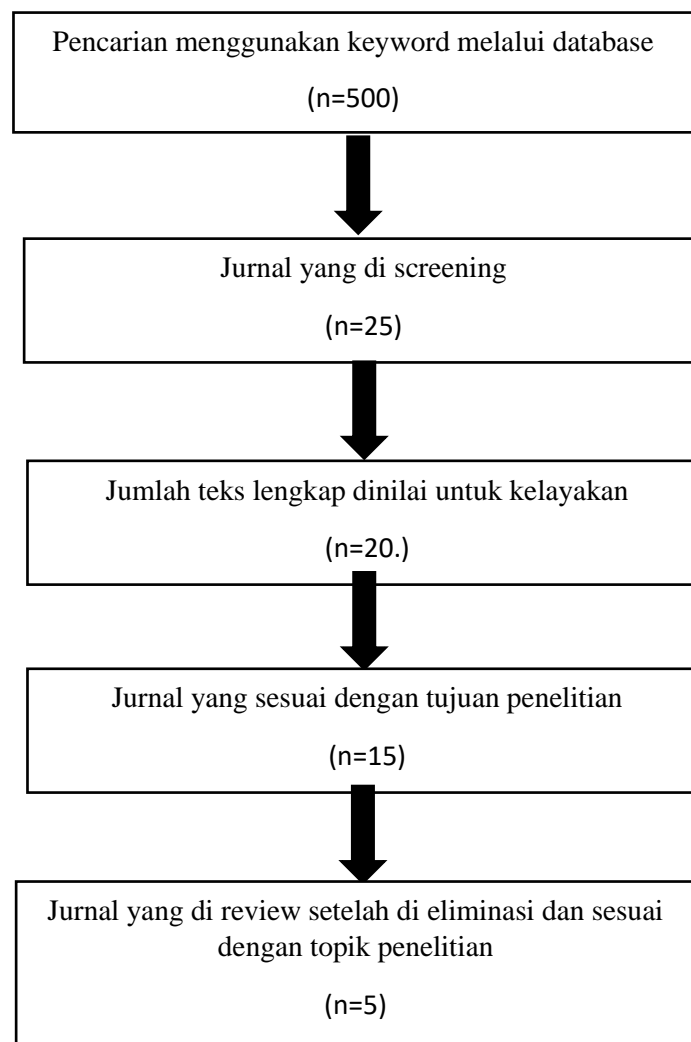 Pencarian menggunakan keyword melalui database
(n=500)
Jurnal yang di screening
(n=25)
Jumlah teks lengkap dinilai untuk kelayakan
(n=20.)
Jurnal yang sesuai dengan tujuan penelitian
(n=15)
Jurnal yang di review setelah di eliminasi dan sesuai
dengan topik penelitian
(n=5)